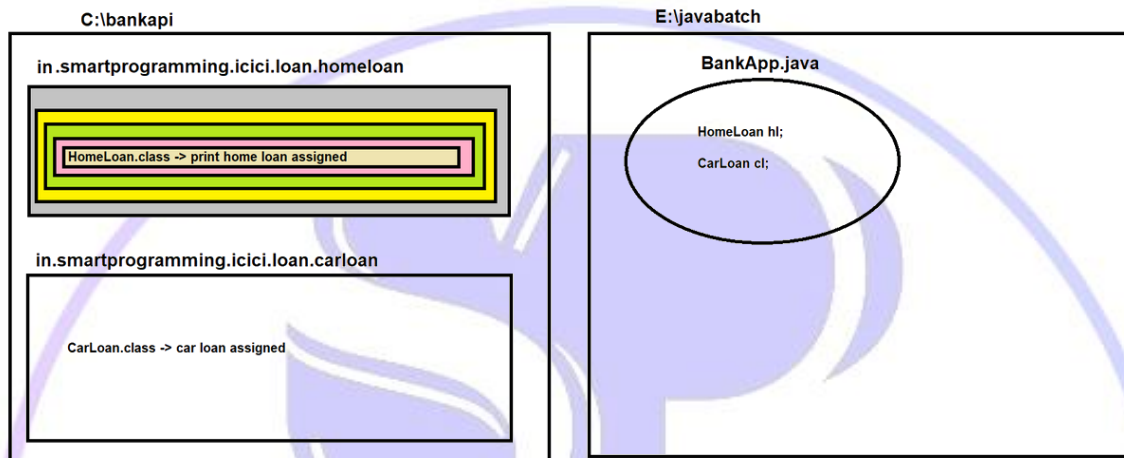 C:\bankapi
in.smartprogramming.icici.loan.homeloan
HomeLoan.class -> print home loan assigned
in.smartprogramming.icici.loan.carloan
CarLoan.class -> car loan assigned
E:\javabatch
BankApp.java
HomeLoan hl;
CarLoan cl;